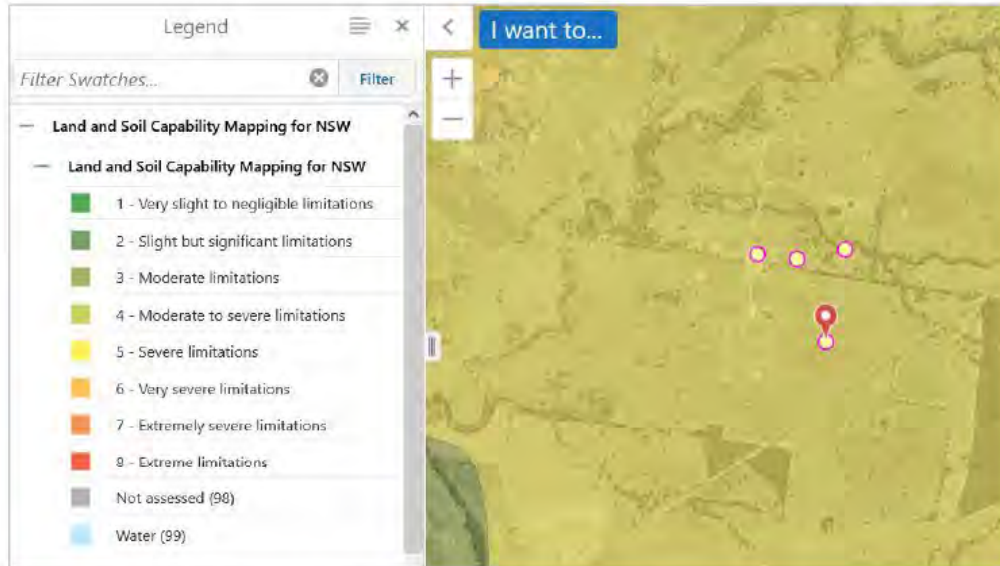 Legend
I want to...
Filter Swatches...
Filter
Land and Soil Capability Mapping for NSW
Land and Soil Capability Mapping for NSW
1 - Very slight to negligible limitations
2 - Slight but significant limitations
3 - Moderate limitations
4 - Moderate to severe limitations
5 - Severe limitations
6 - Very severe limitations
7 - Extremely severe limitations
8 - Extreme limitations
Not assessed (98)
Water (99)